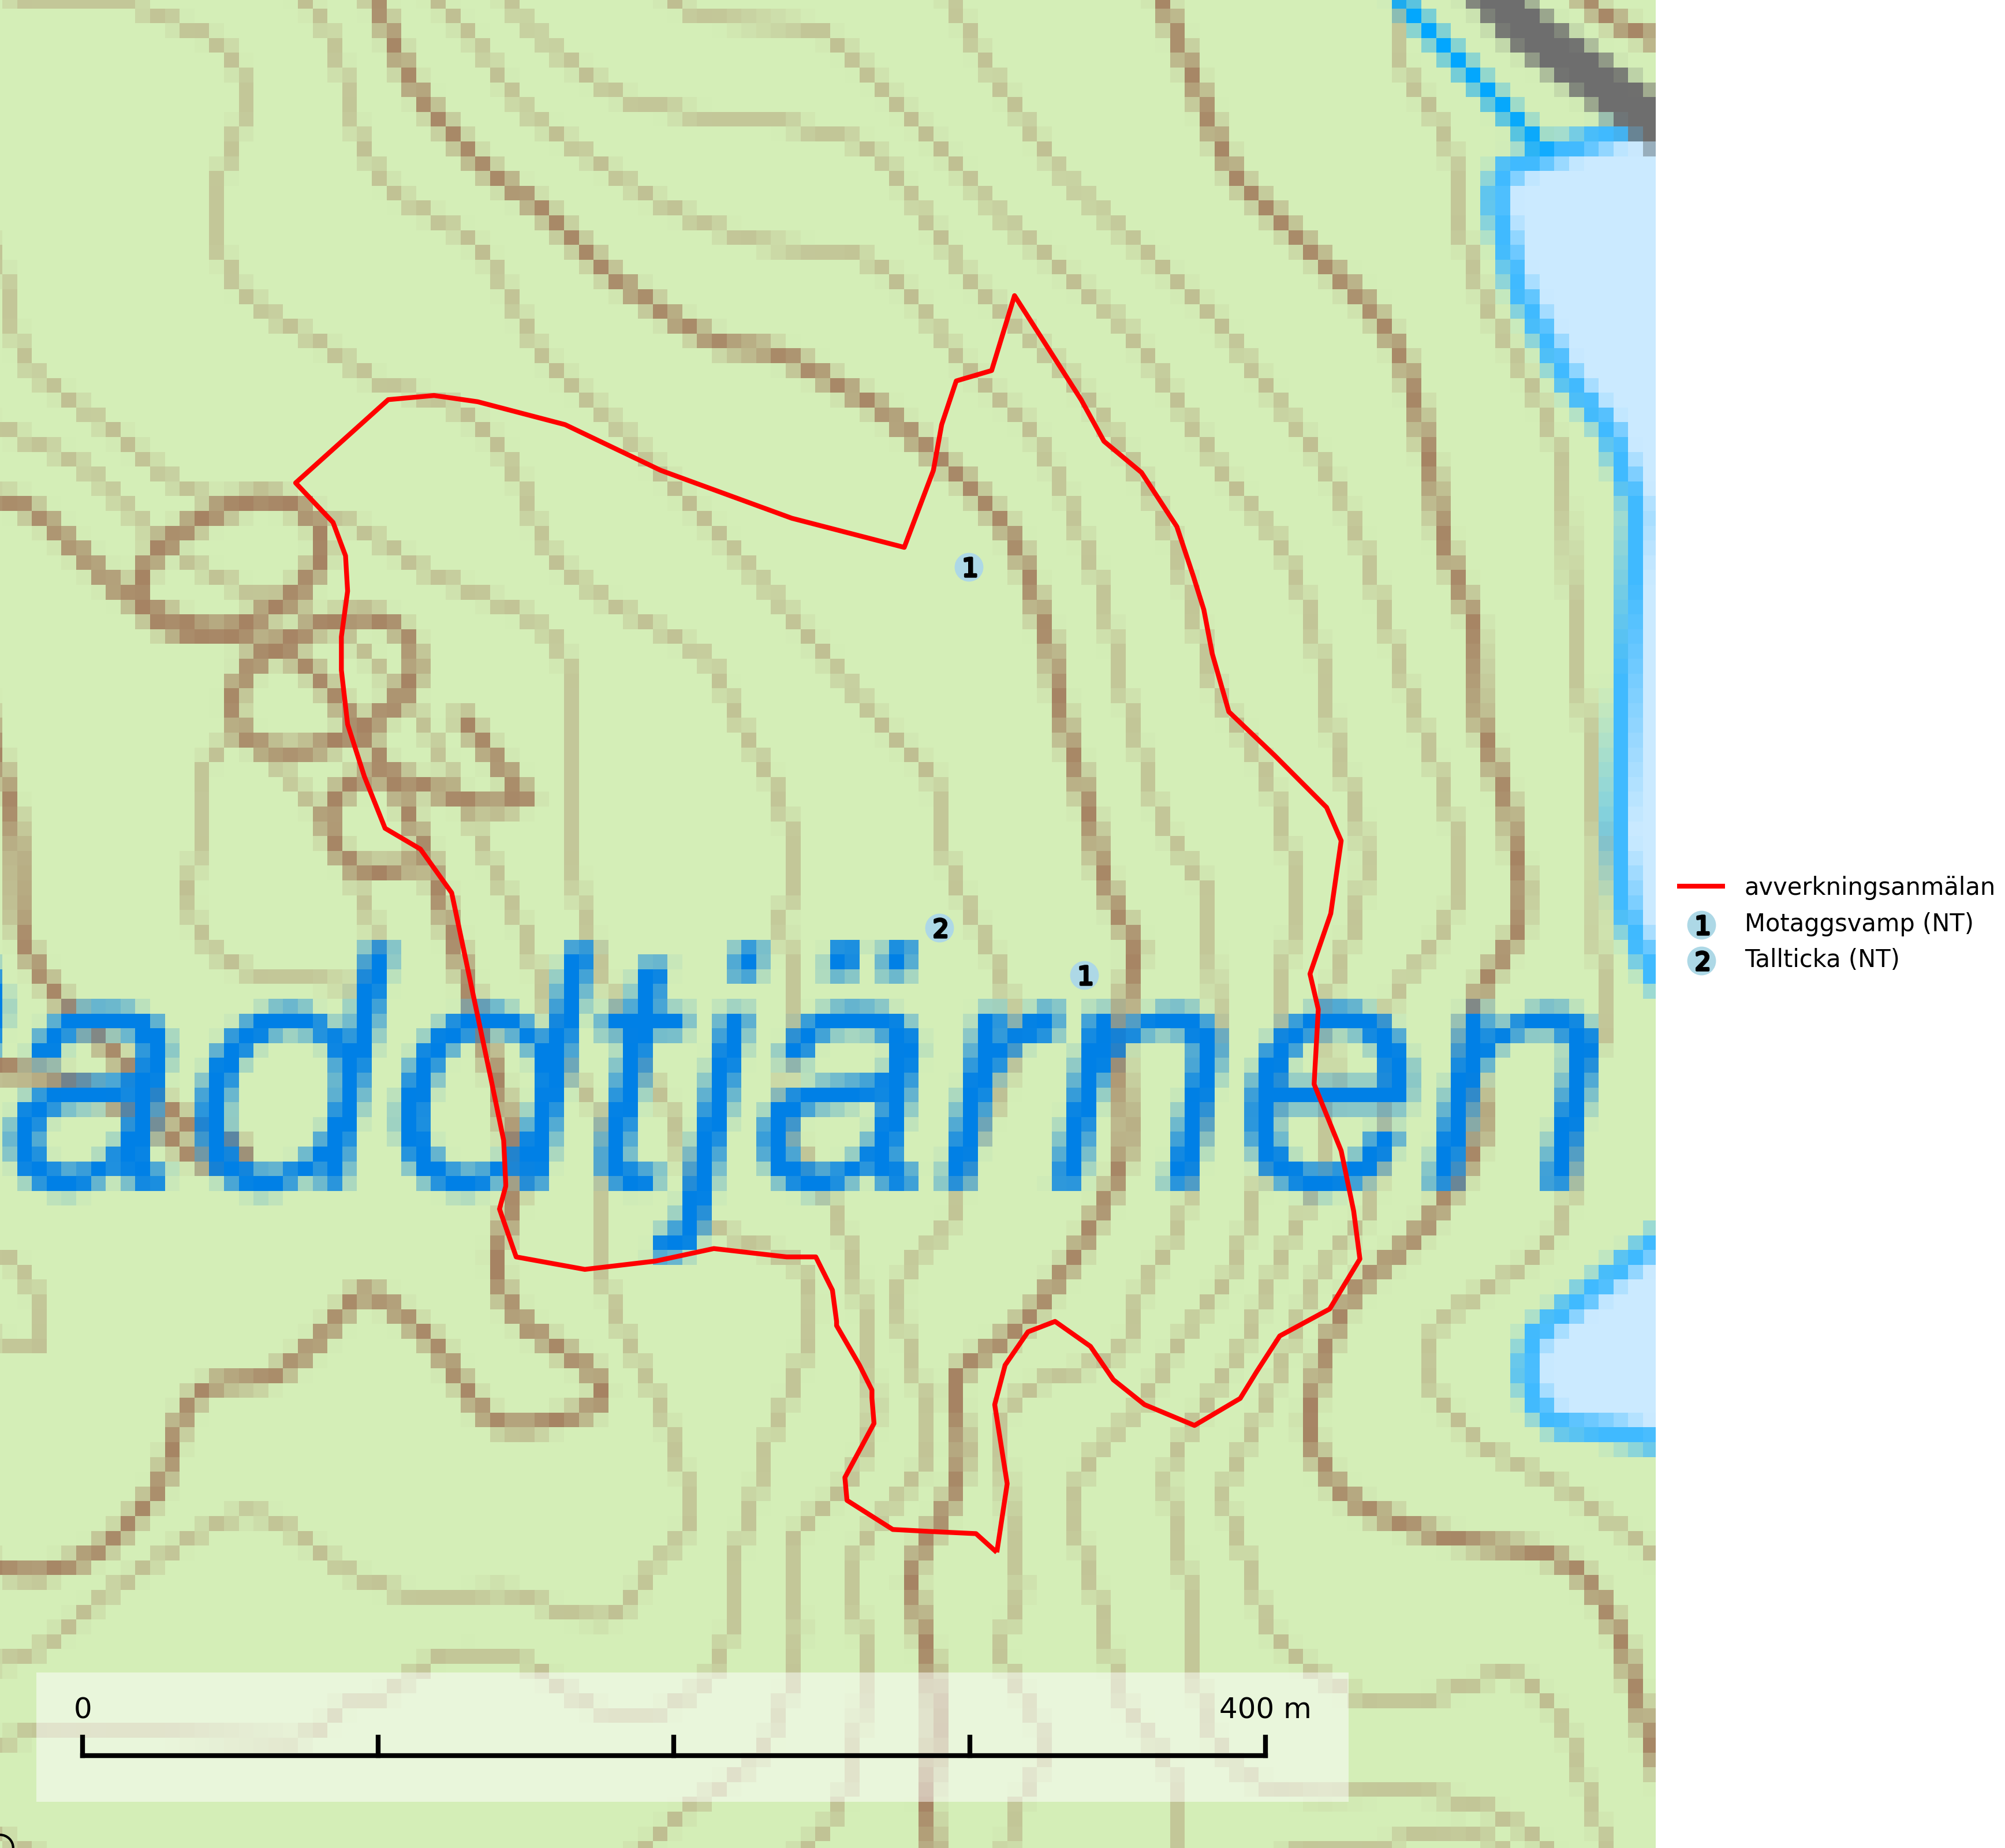 1
2
1
addtjärnen
avverkningsanmälan
1 Motaggsvamp (NT)
2 Tallticka (NT)
0 400 m